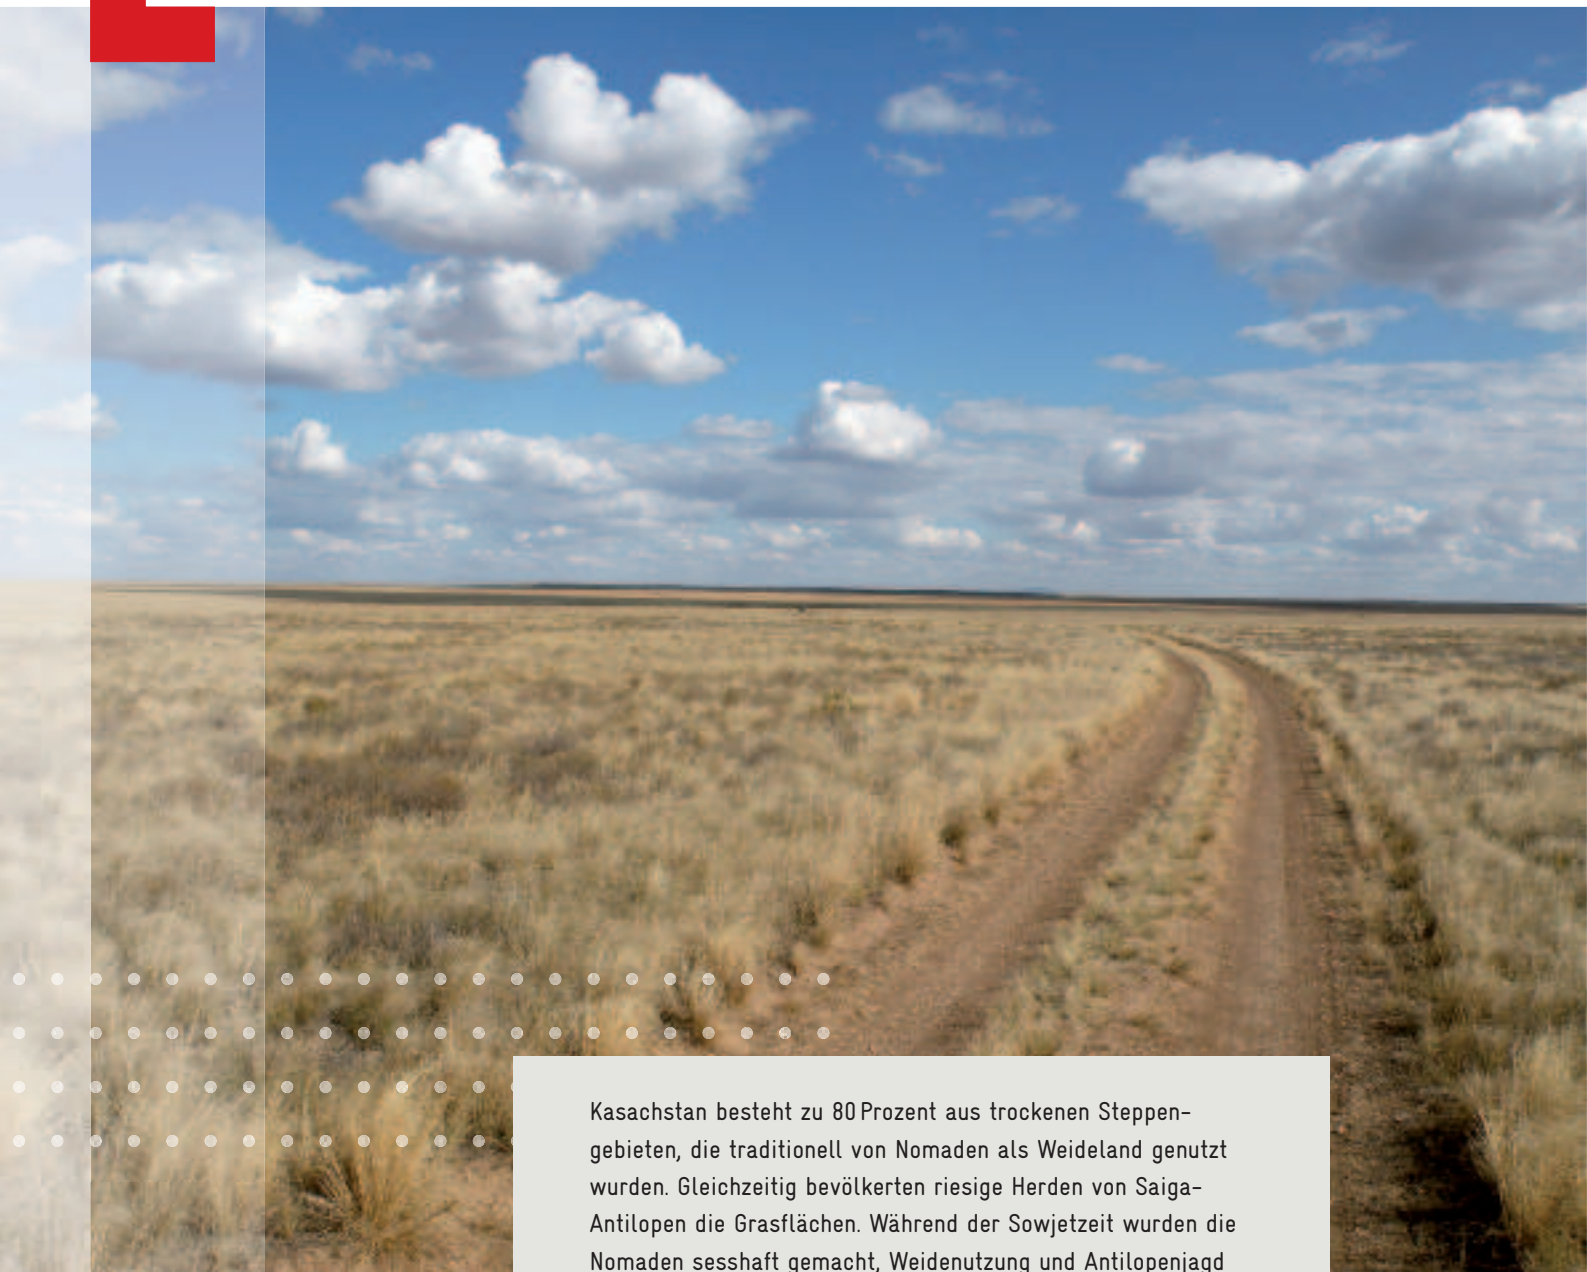 Kasachstan besteht zu 80 Prozent aus trockenen Steppen-
gebieten, die traditionell von Nomaden als Weideland genutzt
wurden. Gleichzeitig bevölkerten riesige Herden von Saiga-
Antilopen die Grasflächen. Während der Sowjetzeit wurden die
Nomaden sesshaft gemacht, Weidenutzung und Antilopenjagd